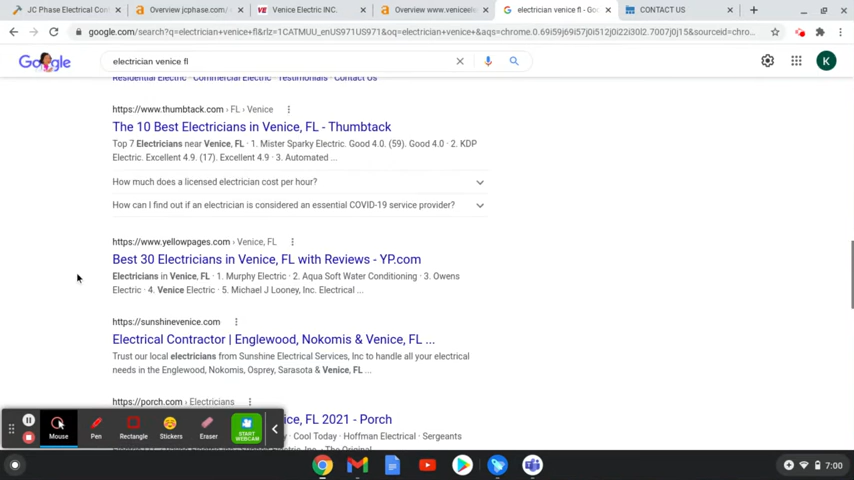 JC Phase Electrical Cont
Overview jcphase.com/
Venice Electric INC.
Overview www.veniceele
electrician venice fl - Go
CONTACT US
google.com/search?q=electrician+venice+fl&rlz=1CATMUU_enUS971US971&oq=electrician+venice+&aqs=chrome.0.69i59j69i57j0i22i30l2.7007j0j15&sourceid=chro...
Google
electrician venice fl
K
Residential Electric Commercial Electric Testimonials Contact Us
https://www.thumbtack.com › FL › Venice
The 10 Best Electricians in Venice, FL - Thumbtack
Top 7 Electricians near Venice, FL · 1. Mister Sparky Electric. Good 4.0. (59). Good 4.0 · 2. KDP
Electric. Excellent 4.9. (17). Excellent 4.9 · 3. Automated ...
How much does a licensed electrician cost per hour?
How can I find out if an electrician is considered an essential COVID-19 service provider?
https://www.yellowpages.com › Venice, FL
Best 30 Electricians in Venice, FL with Reviews - YP.com
Electricians in Venice, FL · 1. Murphy Electric · 2. Aqua Soft Water Conditioning · 3. Owens
Electric · 4. Venice Electric · 5. Michael J Looney, Inc. Electrical ...
https://sunshinevenice.com
Electrical Contractor | Englewood, Nokomis & Venice, FL ...
Trust our local electricians from Sunshine Electrical Services, Inc to handle all your electrical
needs in the Englewood, Nokomis, Osprey, Sarasota & Venice, FL ...
https://porch.com › Electricians
ice, FL 2021 - Porch
· Cool Today · Hoffman Electrical · Sergeants
Mouse
Pen
Rectangle
Stickers
Eraser
START
WEBCAM
7:00